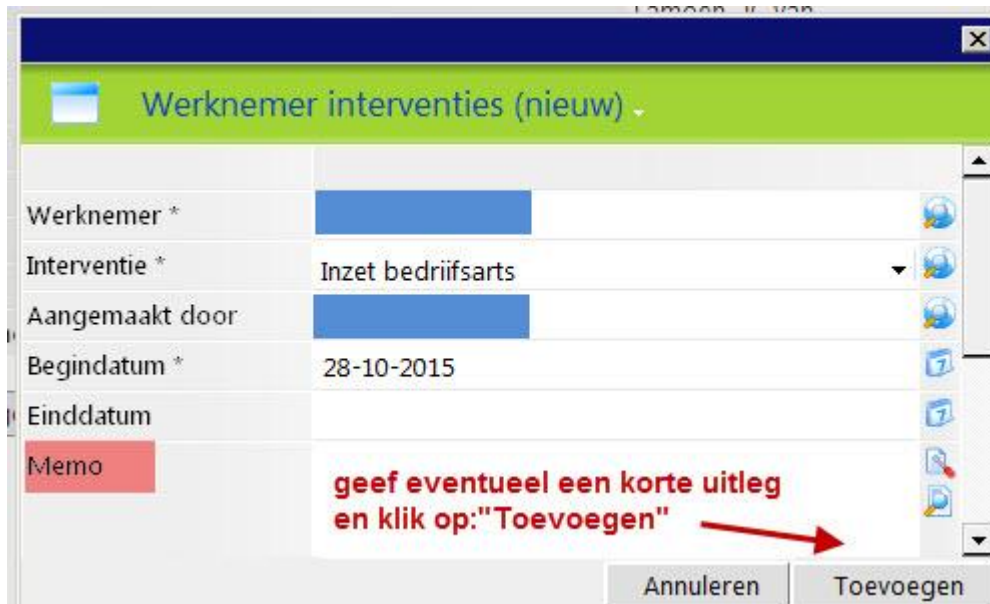 Werknemer interventies (nieuw)
Werknemer *
Interventie * Inzet bedrijfsarts
Aangemaakt door
Begindatum * 28-10-2015
Einddatum
Memo
geef eventueel een korte uitleg
en klik op:"Toevoegen"
Annuleren Toevoegen